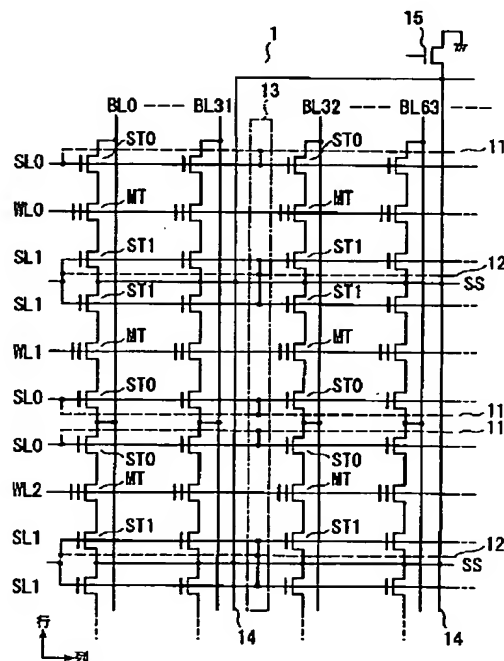 15
1
13
BL0 BL31 BL32 BL63
ST0 ST0 11
SL0
WL0 MT MT
SL1 ST1 ST1
12
SS
SL1 ST1 ST1
WL1 MT MT
SL0 ST0 ST0
11
11
SL0
ST0 ST0
WL2 MT MT
ST1 ST1
SL1 12
SS
SL1
行
列
14 14